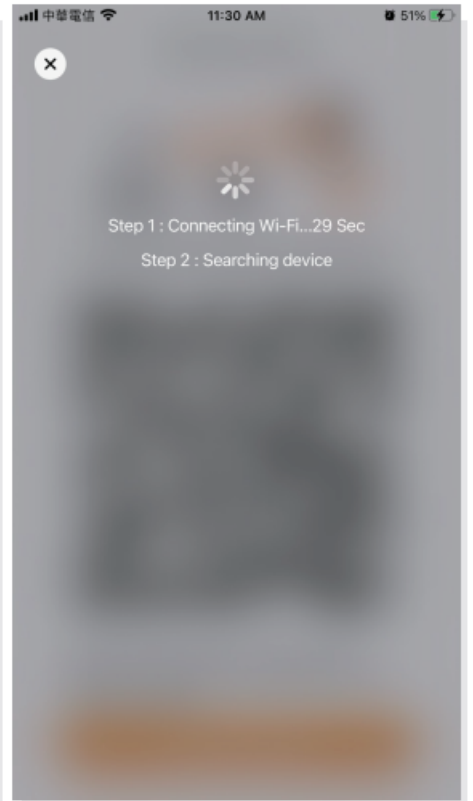 中華電信 11:30 AM 51%
Step 1 : Connecting Wi-Fi...29 Sec
Step 2 : Searching device